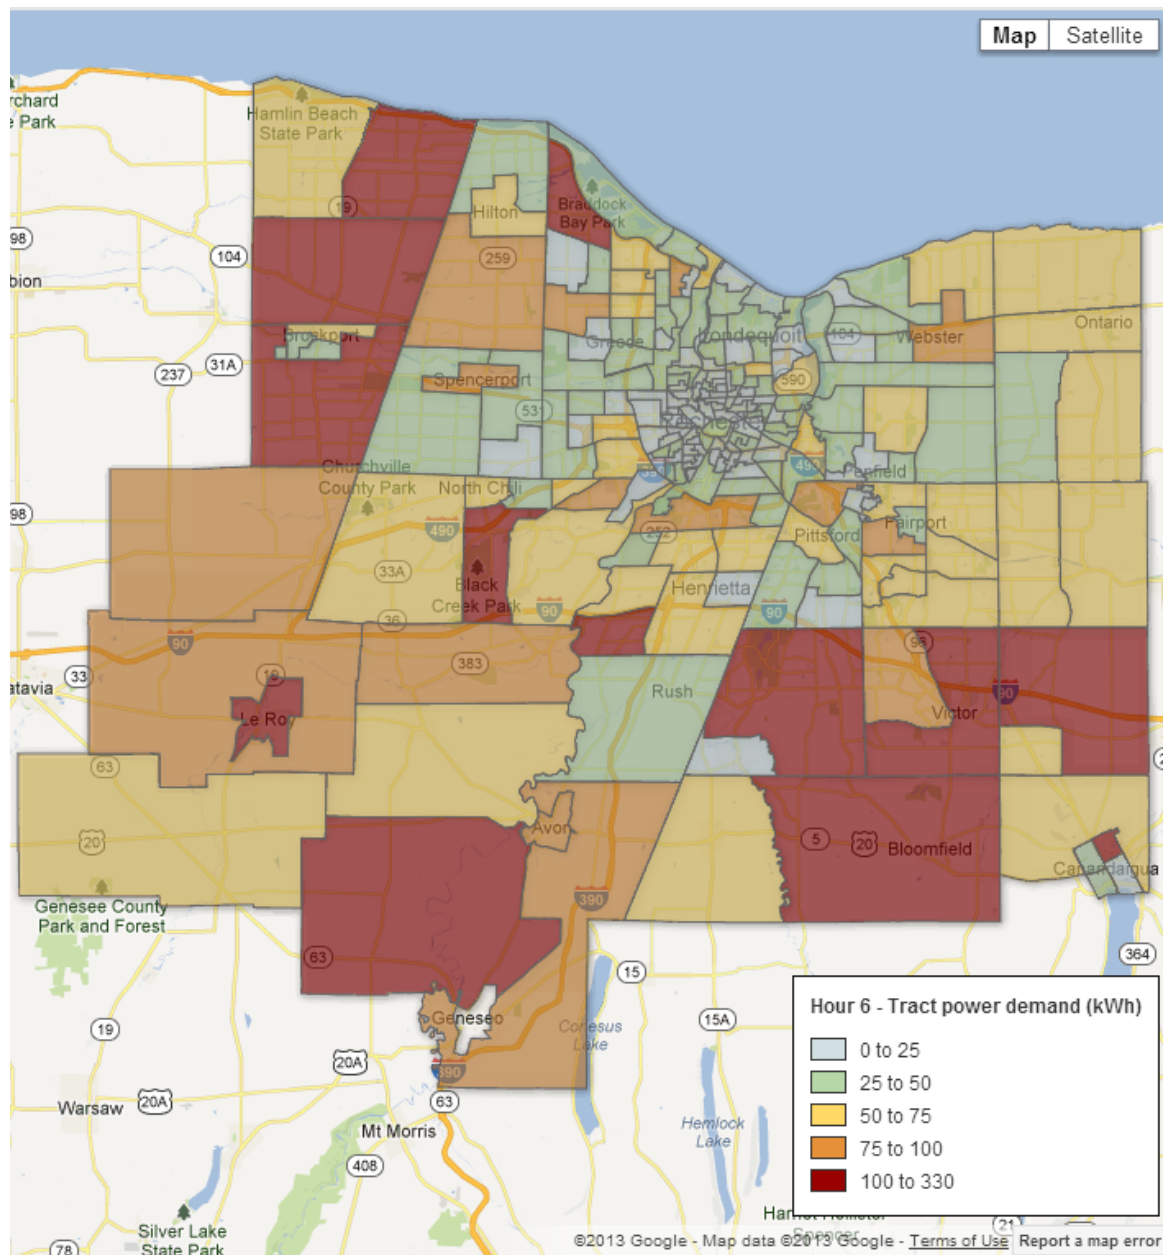 Map
Satellite
rchard
e Park
Hamlin Beach
State Park
19
Braddock
Bay Park
Hilton
98
104
259
bion
Ontario
Brockport
Greece
Irondequoit
104
Webster
31A
237
Spencerport
590
531
Rochester
Churchville
County Park
North Chili
390
490
Penfield
98
490
252
Pittsford
Fairport
33A
Black
Creek Park
Henrietta
90
90
36
90
383
96
33
19
Rush
90
atavia
Le Ro
Victor
63
20
Avon
5
20
Bloomfield
Canandaigua
Genesee County
Park and Forest
390
63
15
364
Geneseo
Conesus
Lake
15A
19
20A
390
Warsaw
20A
63
Mt Morris
Hemlock
Lake
408
Silver Lake
State Park
78
21
Hour 6 - Tract power demand (kWh)
0 to 25
25 to 50
50 to 75
75 to 100
100 to 330
©2013 Google - Map data ©2013 Google - Terms of Use
Report a map error